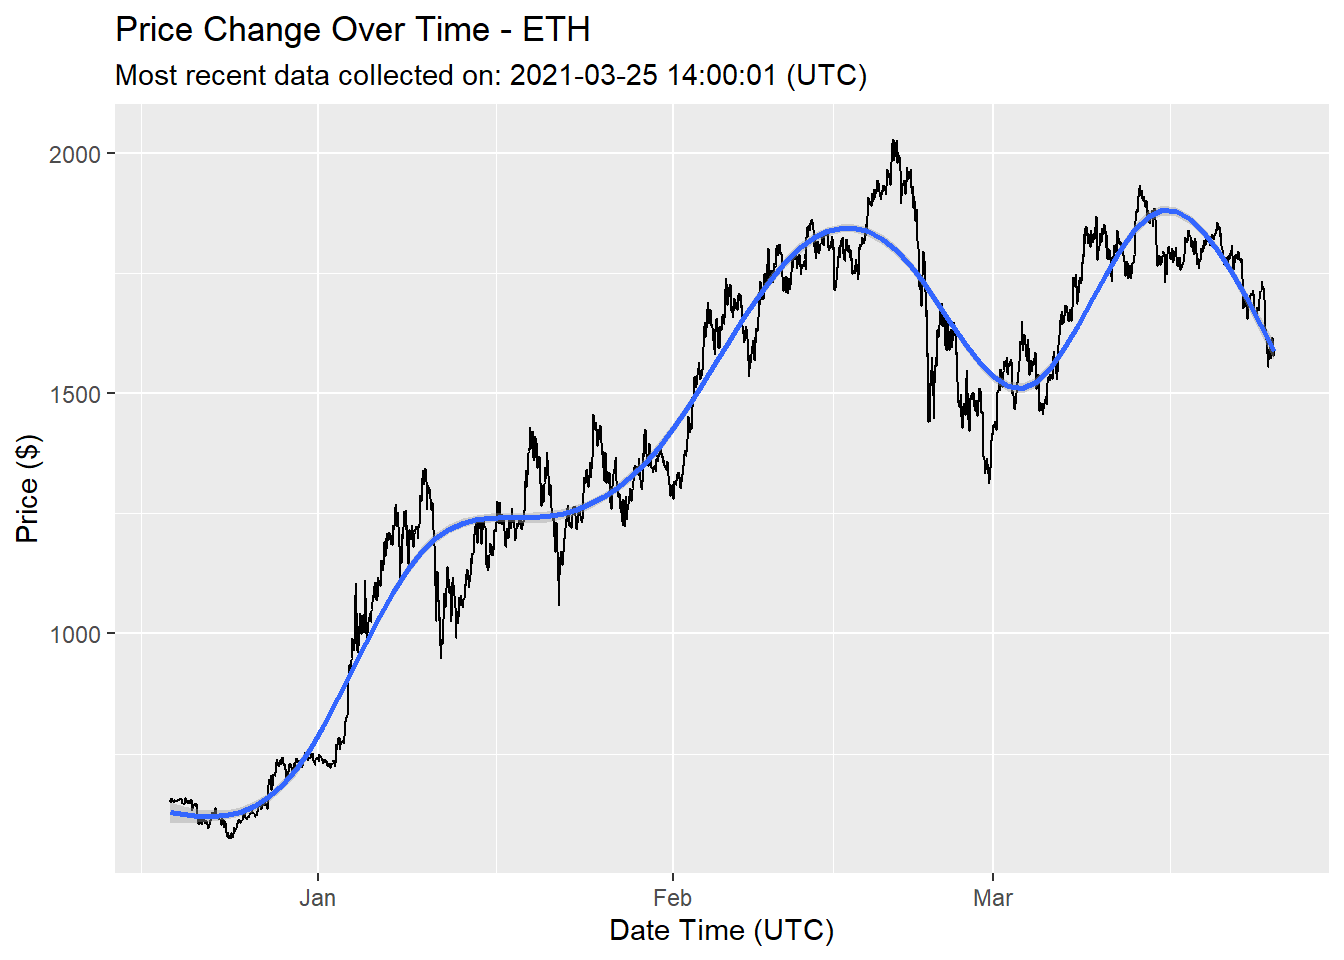 Price Change Over Time - ETH
Most recent data collected on: 2021-03-25 14:00:01 (UTC)
2000
1500
1000
Price ($)
Jan Feb Mar
Date Time (UTC)